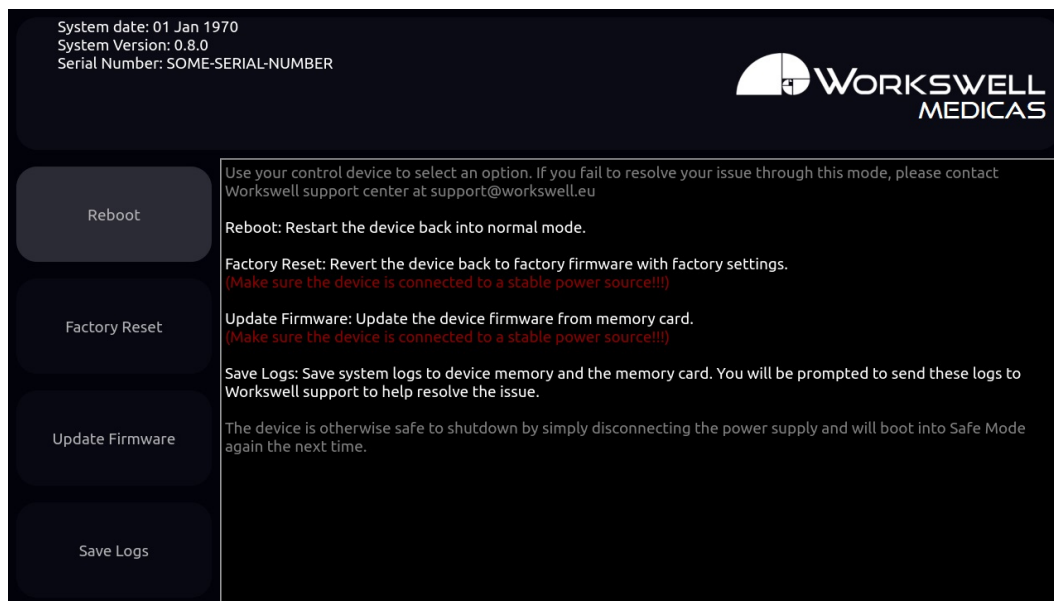 System date: 01 Jan 1970
System Version: 0.8.0
Serial Number: SOME-SERIAL-NUMBER
WORKSWELL
MEDICAS
Reboot
Factory Reset
Update Firmware
Save Logs
Use your control device to select an option. If you fail to resolve your issue through this mode, please contact
Workswell support center at support@workswell.eu
Reboot: Restart the device back into normal mode.
Factory Reset: Revert the device back to factory firmware with factory settings.
(Make sure the device is connected to a stable power source!!!)
Update Firmware: Update the device firmware from memory card.
(Make sure the device is connected to a stable power source!!!)
Save Logs: Save system logs to device memory and the memory card. You will be prompted to send these logs to
Workswell support to help resolve the issue.
The device is otherwise safe to shutdown by simply disconnecting the power supply and will boot into Safe Mode
again the next time.